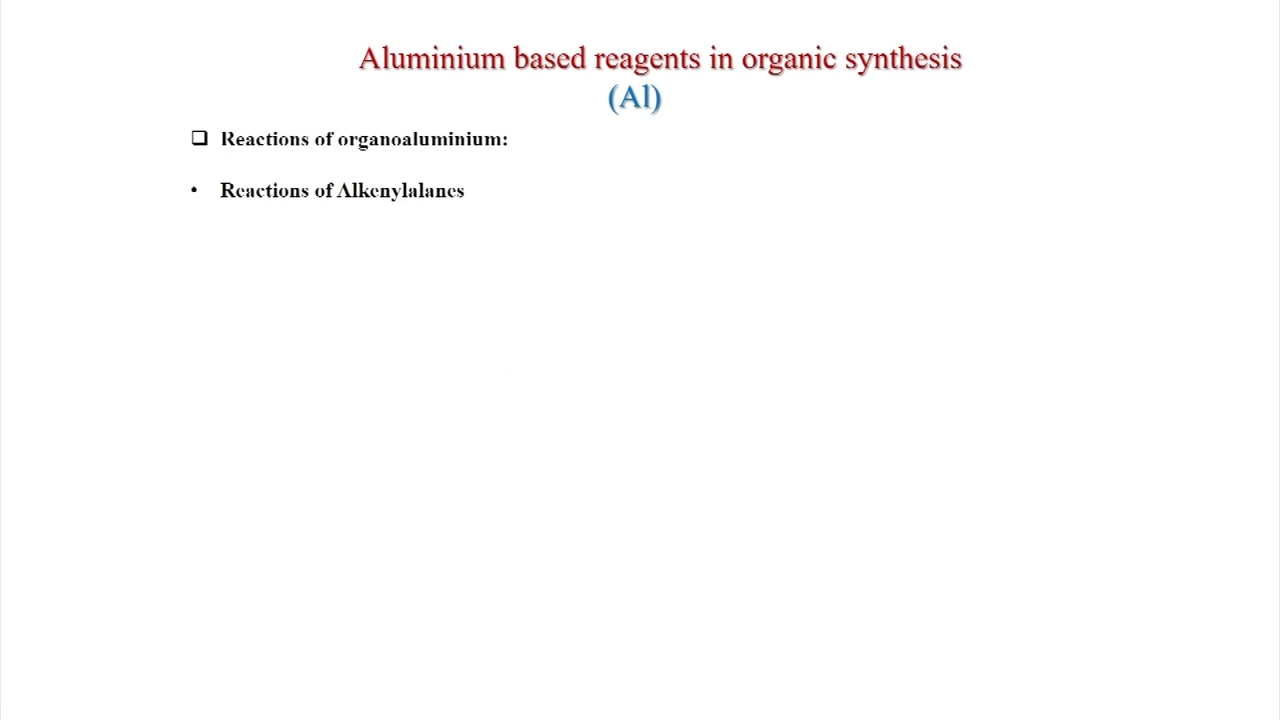 Aluminium based reagents in organic synthesis
(Al)
❑ Reactions of organoaluminium:
• Reactions of Alkenylalanes